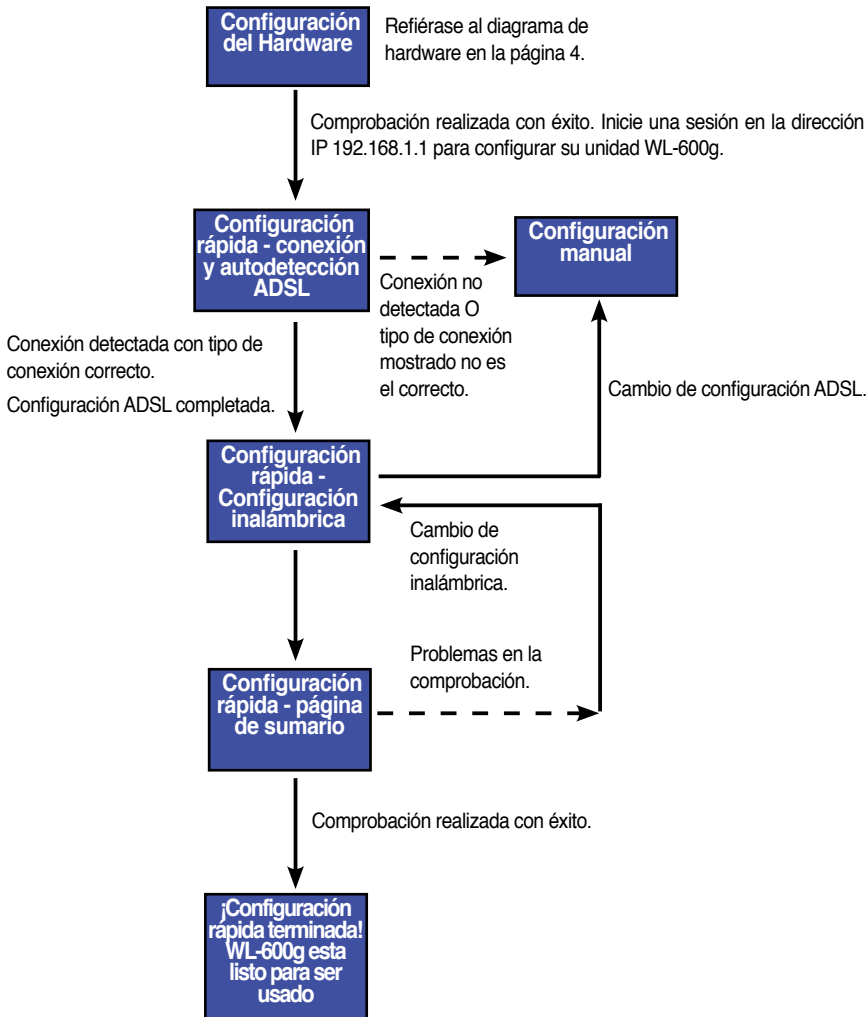 Configuración
del Hardware
Refiérase al diagrama de
hardware en la página 4.
Comprobación realizada con éxito. Inicie una sesión en la dirección
IP 192.168.1.1 para configurar su unidad WL-600g.
Configuración
rápida - conexión
y autodetección
ADSL
Configuración
manual
Conexión no
detectada O
tipo de conexión
mostrado no es
el correcto.
Conexión detectada con tipo de
conexión correcto.
Configuración ADSL completada.
Cambio de configuración ADSL.
Configuración
rápida -
Configuración
inalámbrica
Cambio de
configuración
inalámbrica.
Problemas en la
comprobación.
Configuración
rápida - página
de sumario
Comprobación realizada con éxito.
¡Configuración
rápida terminada!
WL-600g esta
listo para ser
usado